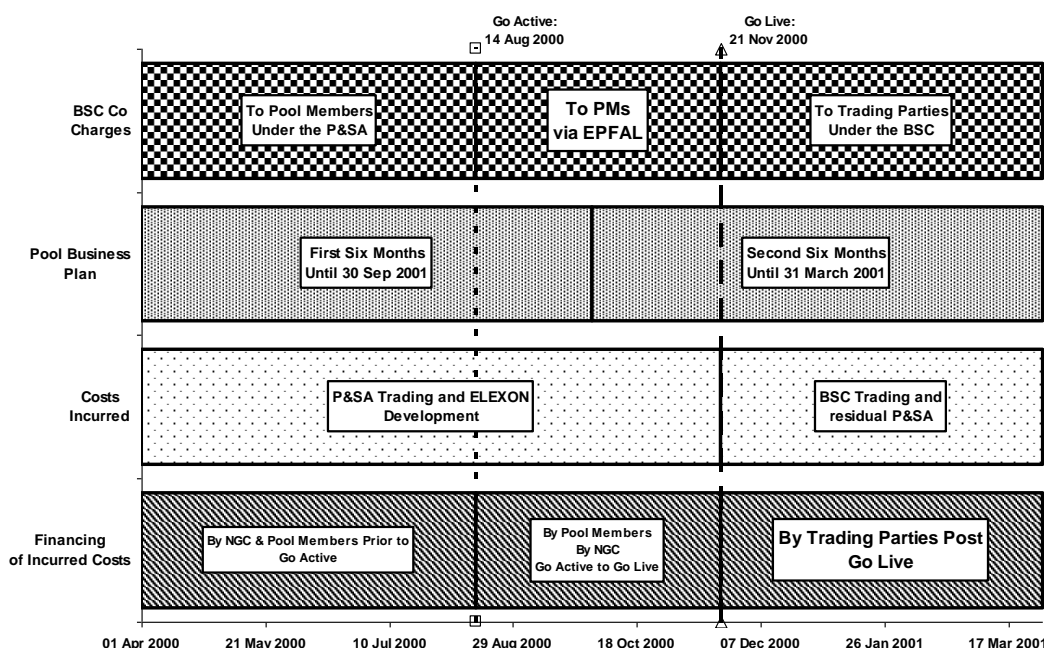 Go Active:
14 Aug 2000
Go Live:
21 Nov 2000
BSC Co
Charges
To Pool Members
Under the P&SA
To PMs
via EPFAL
To Trading Parties
Under the BSC
Pool Business
Plan
First Six Months
Until 30 Sep 2001
Second Six Months
Until 31 March 2001
Costs
Incurred
P&SA Trading and ELEXON
Development
BSC Trading and
residual P&SA
Financing
of Incurred Costs
By NGC & Pool Members Prior to
Go Active
By Pool Members
By NGC
Go Active to Go Live
By Trading Parties Post
Go Live
01 Apr 2000 21 May 2000 10 Jul 2000 29 Aug 2000 18 Oct 2000 07 Dec 2000 26 Jan 2001 17 Mar 2001